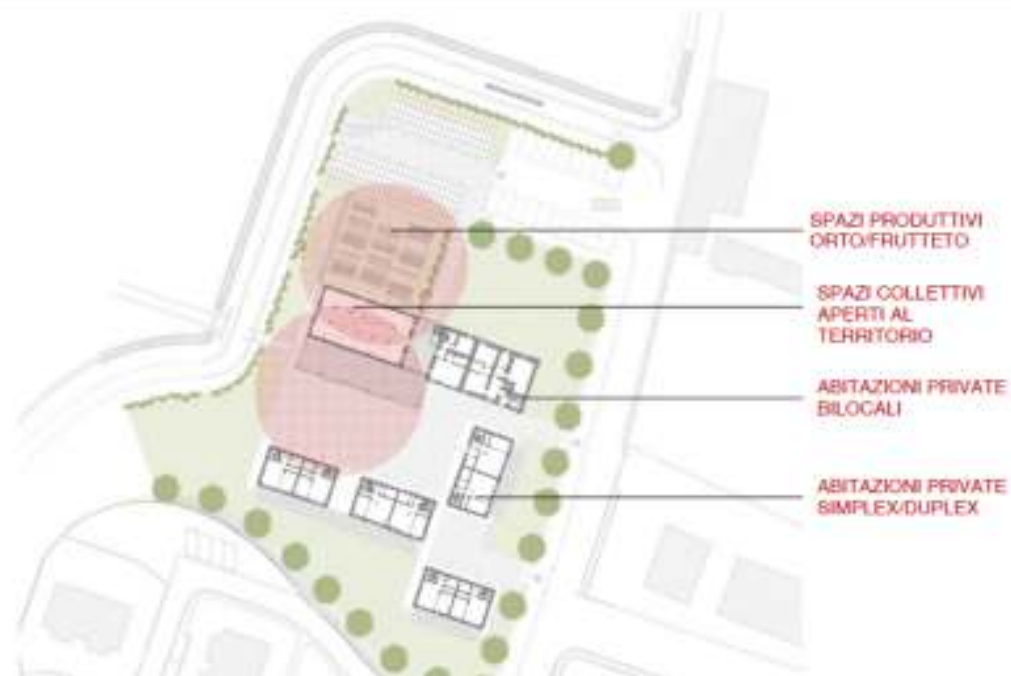 SPAZI PRODUTTIVI
ORTO/FRUTTETO
SPAZI COLLETTIVI
APERTI AL
TERRITORIO
ABITAZIONI PRIVATE
BILOCALI
ABITAZIONI PRIVATE
SIMPLEX/DUPLEX